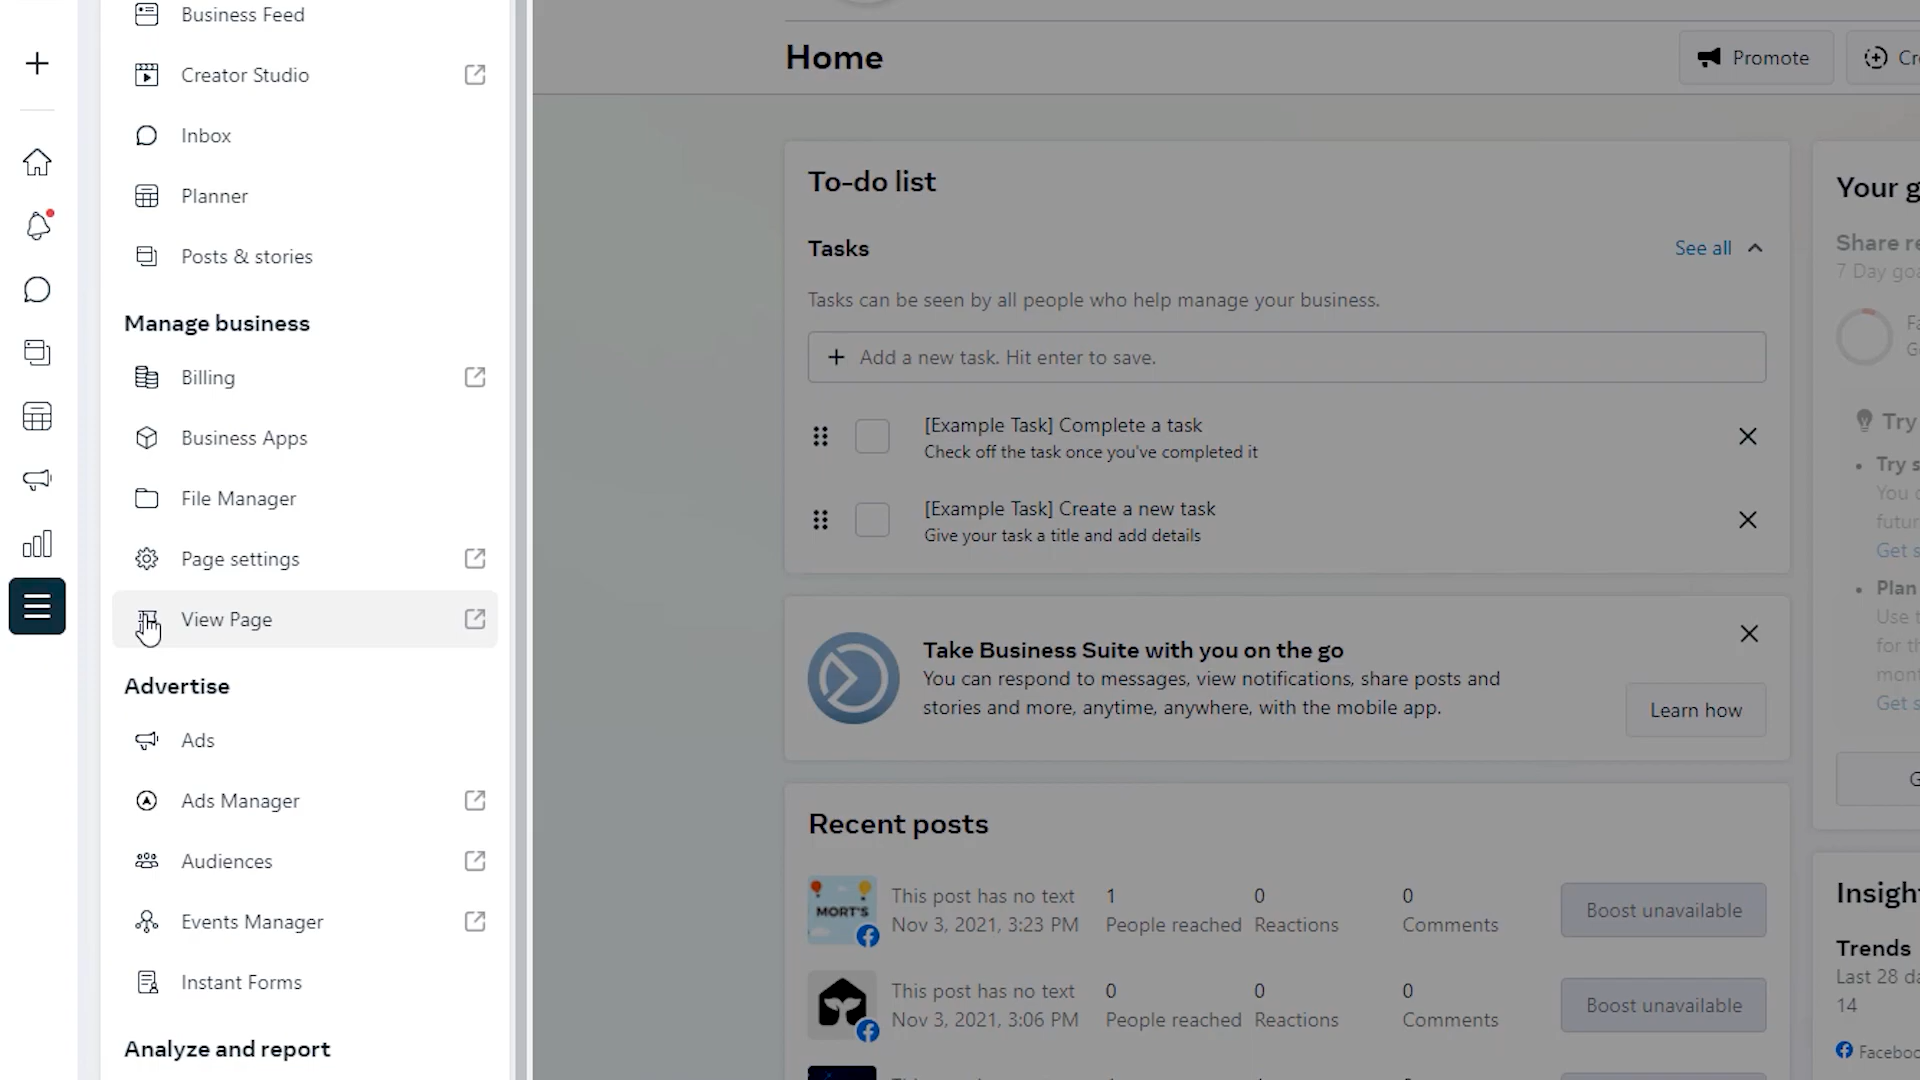 Business Feed
Creator Studio
Inbox
Planner
Posts & stories
Manage business
Billing
Business Apps
File Manager
Page settings
View Page
Advertise
Ads
Ads Manager
Audiences
Events Manager
Instant Forms
Analyze and report
Home
Promote
To-do list
Tasks
See all
Tasks can be seen by all people who help manage your business.
Add a new task. Hit enter to save.
[Example Task] Complete a task
Check off the task once you've completed it
[Example Task] Create a new task
Give your task a title and add details
Take Business Suite with you on the go
You can respond to messages, view notifications, share posts and
stories and more, anytime, anywhere, with the mobile app.
Learn how
Recent posts
MORT'S
This post has no text
Nov 3, 2021, 3:23 PM
1
People reached
0
Reactions
0
Comments
Boost unavailable
This post has no text
Nov 3, 2021, 3:06 PM
0
People reached
0
Reactions
0
Comments
Boost unavailable
Your
Share
7 Day
Try
Try
You
Get
Plan
Use
for
Get
Trends
Last 28
14